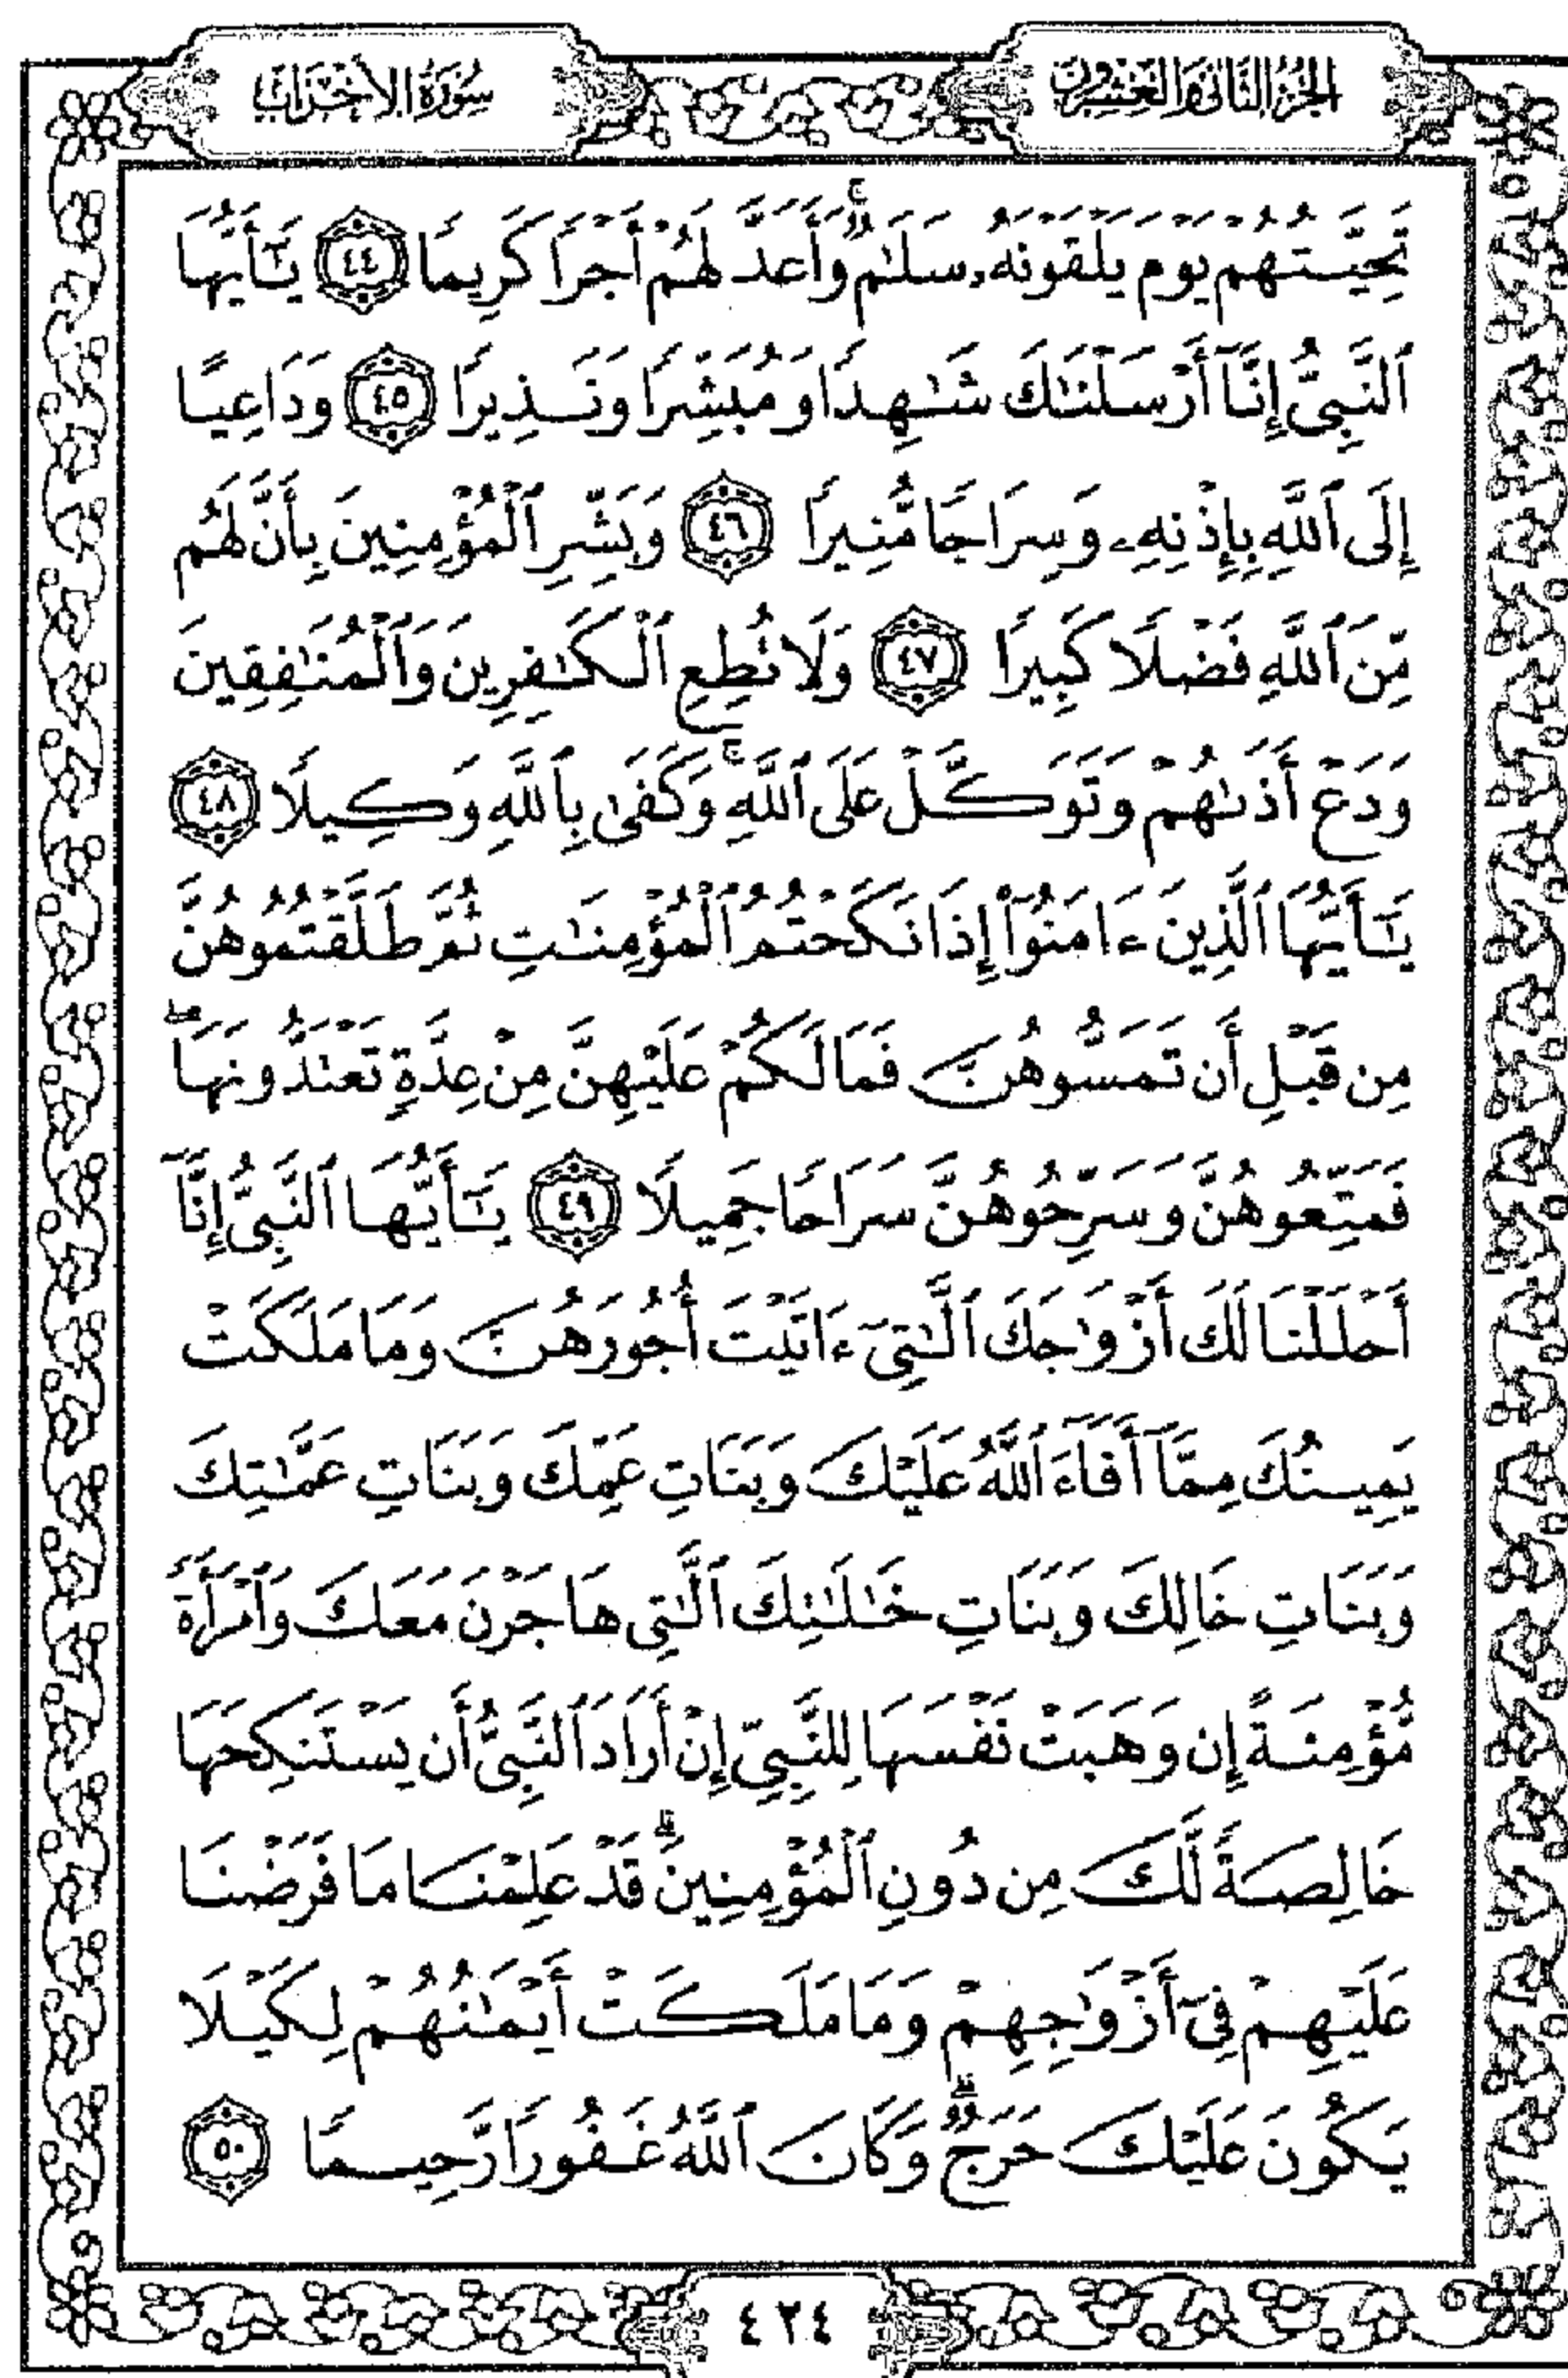 الجزء الثاني والعشرون
سورة الأحزاب
تَحِيَّتُهُمْ يَوْمَ يَلْقَوْنَهُۥ سَلَٰمٌۚ وَأَعَدَّ لَهُمْ أَجْرًا كَرِيمًا ٤٤ يَٰٓأَيُّهَا
ٱلنَّبِىُّ إِنَّآ أَرْسَلْنَٰكَ شَٰهِدًا وَمُبَشِّرًا وَنَذِيرًا ٤٥ وَدَاعِيًا
إِلَى ٱللَّهِ بِإِذْنِهِۦ وَسِرَاجًا مُّنِيرًا ٤٦ وَبَشِّرِ ٱلْمُؤْمِنِينَ بِأَنَّ لَهُم
مِّنَ ٱللَّهِ فَضْلًا كَبِيرًا ٤٧ وَلَا تُطِعِ ٱلْكَٰفِرِينَ وَٱلْمُنَٰفِقِينَ
وَدَعْ أَذَىٰهُمْ وَتَوَكَّلْ عَلَى ٱللَّهِۚ وَكَفَىٰ بِٱللَّهِ وَكِيلًا ٤٨
يَٰٓأَيُّهَا ٱلَّذِينَ ءَامَنُوٓا۟ إِذَا نَكَحْتُمُ ٱلْمُؤْمِنَٰتِ ثُمَّ طَلَّقْتُمُوهُنَّ
مِن قَبْلِ أَن تَمَسُّوهُنَّ فَمَا لَكُمْ عَلَيْهِنَّ مِنْ عِدَّةٍ تَعْتَدُّونَهَاۖ
فَمَتِّعُوهُنَّ وَسَرِّحُوهُنَّ سَرَاحًا جَمِيلًا ٤٩ يَٰٓأَيُّهَا ٱلنَّبِىُّ إِنَّآ
أَحْلَلْنَا لَكَ أَزْوَٰجَكَ ٱلَّٰتِىٓ ءَاتَيْتَ أُجُورَهُنَّ وَمَا مَلَكَتْ
يَمِينُكَ مِمَّآ أَفَآءَ ٱللَّهُ عَلَيْكَ وَبَنَاتِ عَمِّكَ وَبَنَاتِ عَمَّٰتِكَ
وَبَنَاتِ خَالِكَ وَبَنَاتِ خَٰلَٰتِكَ ٱلَّٰتِى هَاجَرْنَ مَعَكَ وَٱمْرَأَةً
مُّؤْمِنَةً إِن وَهَبَتْ نَفْسَهَا لِلنَّبِىِّ إِنْ أَرَادَ ٱلنَّبِىُّ أَن يَسْتَنكِحَهَا
خَالِصَةً لَّكَ مِن دُونِ ٱلْمُؤْمِنِينَۗ قَدْ عَلِمْنَا مَا فَرَضْنَا
عَلَيْهِمْ فِىٓ أَزْوَٰجِهِمْ وَمَا مَلَكَتْ أَيْمَٰنُهُمْ لِكَيْلَا
يَكُونَ عَلَيْكَ حَرَجٌۗ وَكَانَ ٱللَّهُ غَفُورًا رَّحِيمًا ٥٠
٤٢٤